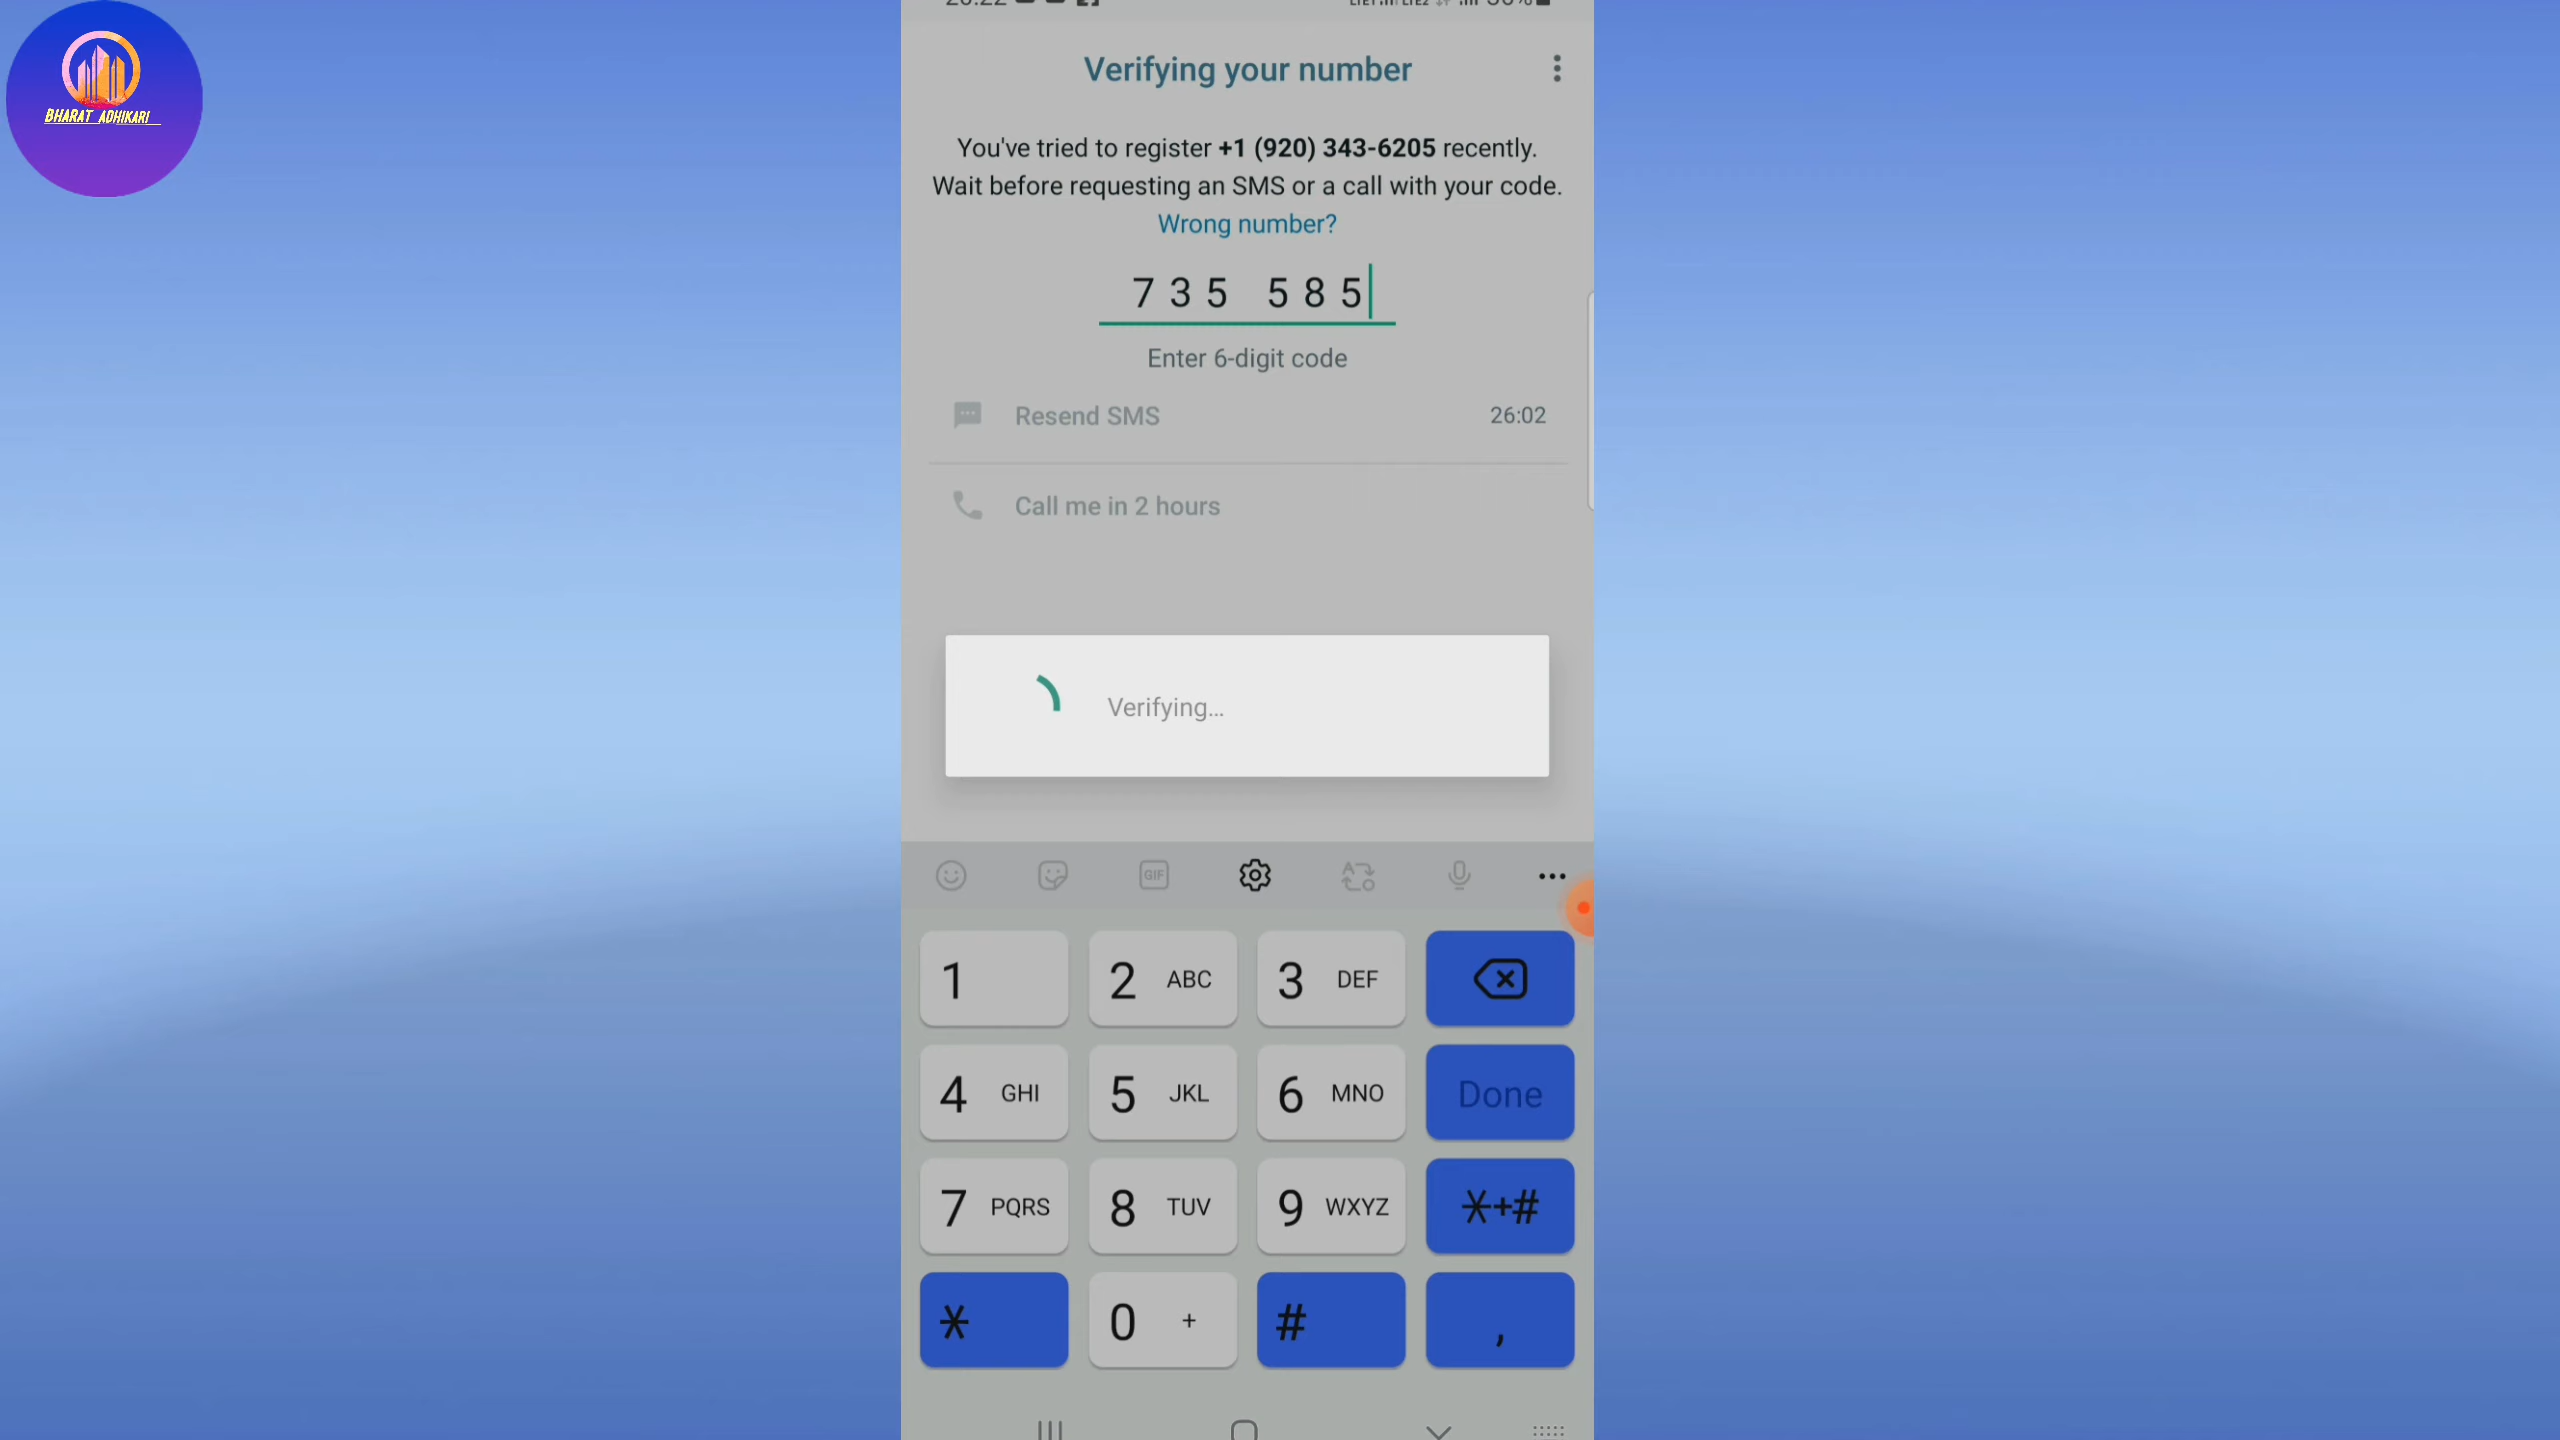 BHARAT ADHIKARI
20:22
Verifying your number
You've tried to register +1 (920) 343-6205 recently.
Wait before requesting an SMS or a call with your code.
Wrong number?
735 585
Enter 6-digit code
Resend SMS 26:02
Call me in 2 hours
Verifying...
GIF
1 2 ABC 3 DEF
4 GHI 5 JKL 6 MNO Done
7 PQRS 8 TUV 9 WXYZ *+#
* 0 + # ,